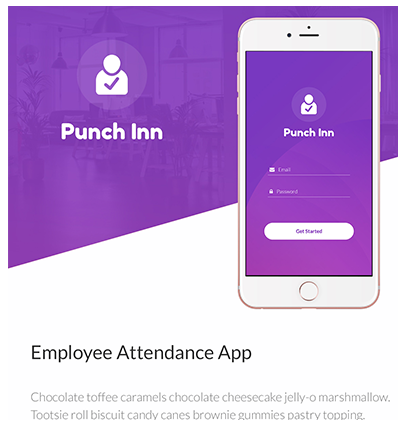 Punch Inn
Punch Inn
Email
Password
Get Started
Employee Attendance App
Chocolate toffee caramels chocolate cheesecake jelly-o marshmallow.
Tootsie roll biscuit candy canes brownie gummies pastry topping.